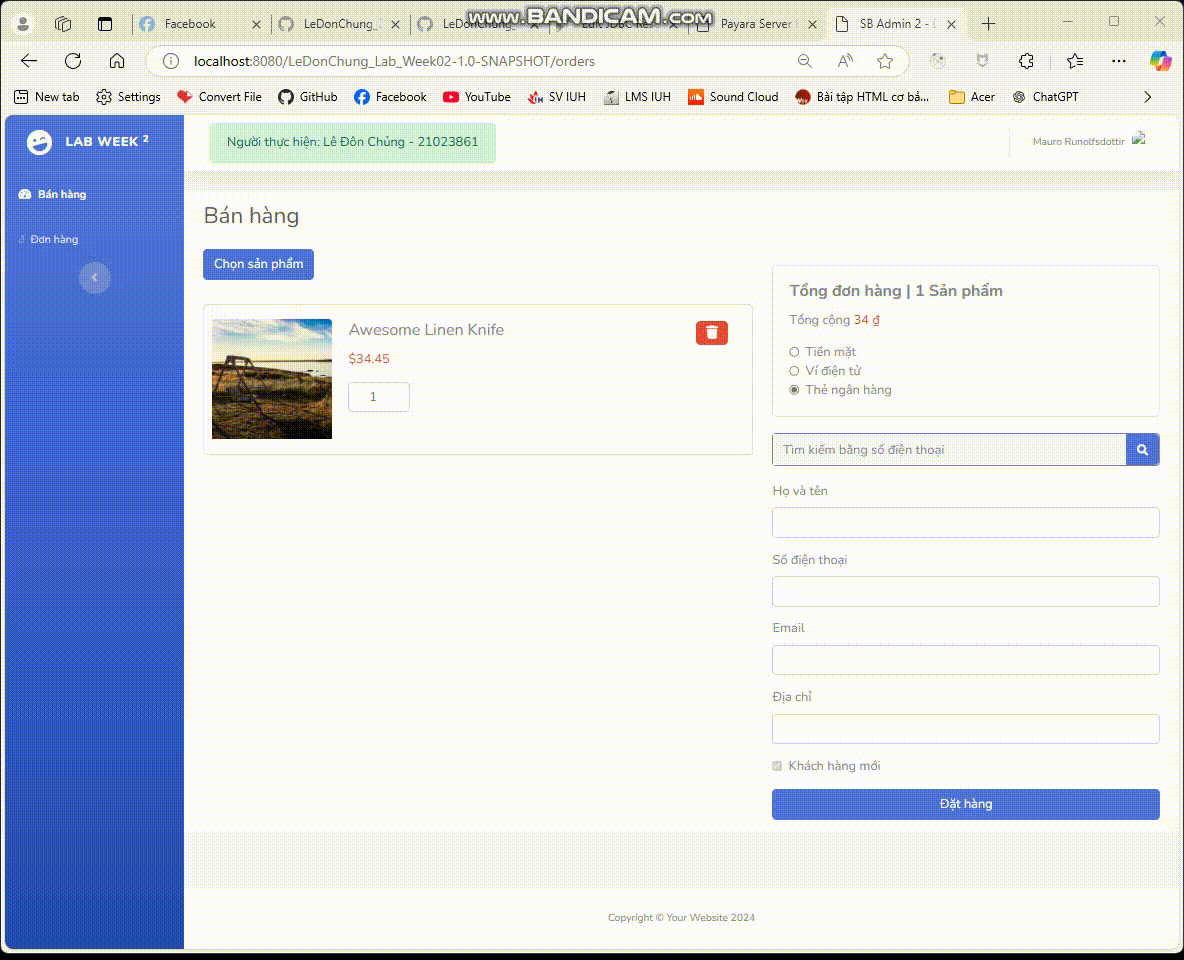 www.BANDICAM.com
Facebook
LeDonChung_
LeDonChung_
Edit JDBC Res
Payara Server
SB Admin 2 -
localhost:8080/LeDonChung_Lab_Week02-1.0-SNAPSHOT/orders
New tab Settings Convert File GitHub Facebook YouTube SV IUH LMS IUH Sound Cloud Bài tập HTML cơ bả... Acer ChatGPT
LAB WEEK 2
Người thực hiện: Lê Đôn Chủng - 21023861
Mauro Runolfsdottir
Bán hàng
Đơn hàng
Bán hàng
Chọn sản phẩm
Awesome Linen Knife
$34.45
1
Tổng đơn hàng | 1 Sản phẩm
Tổng cộng 34 ₫
Tiền mặt
Ví điện tử
Thẻ ngân hàng
Tìm kiếm bằng số điện thoại
Họ và tên
Số điện thoại
Email
Địa chỉ
Khách hàng mới
Đặt hàng
Copyright © Your Website 2024